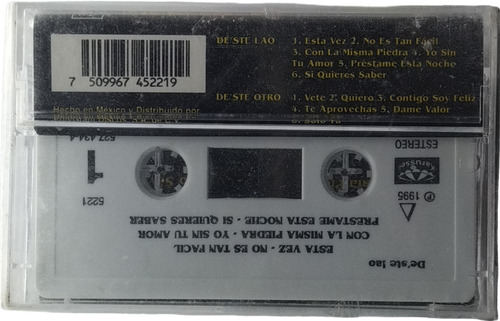 DE'STE LAO
1. Esta Vez 2. No Es Tan Fácil
3. Con La Misma Piedra 4. Yo Sin
Tu Amor 5. Préstame Esta Noche
6. Si Quieres Saber
7 509967 452219
DE'STE OTRO
1. Vete 2. Quiero 3. Contigo Soy Feliz
4. Te Aprovechas 5. Dame Valor
6. Solo Tú
Hecho en México y Distribuido por
De'ste lao
ESTA VEZ - NO ES TAN FACIL
CON LA MISMA PIEDRA - YO SIN TU AMOR
PRESTAME ESTA NOCHE - SI QUIERES SABER
℗ 1995
5221
1
ESTEREO